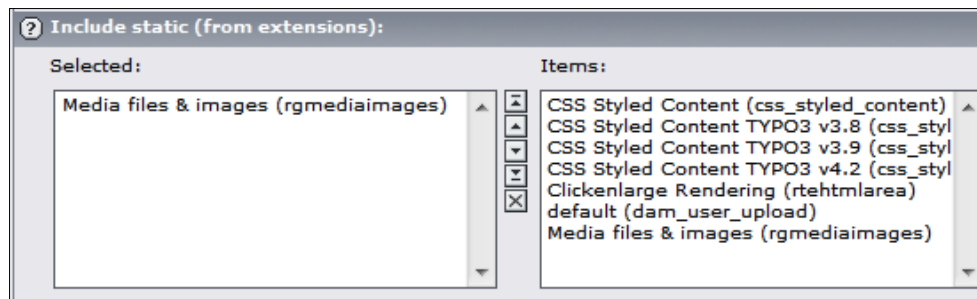 ? Include static (from extensions):
Selected:
Items:
Media files & images (rgmediaimages)
CSS Styled Content (css_styled_content)
CSS Styled Content TYPO3 v3.8 (css_styl
CSS Styled Content TYPO3 v3.9 (css_styl
CSS Styled Content TYPO3 v4.2 (css_styl
Clickenlarge Rendering (rtehtmlarea)
default (dam_user_upload)
Media files & images (rgmediaimages)